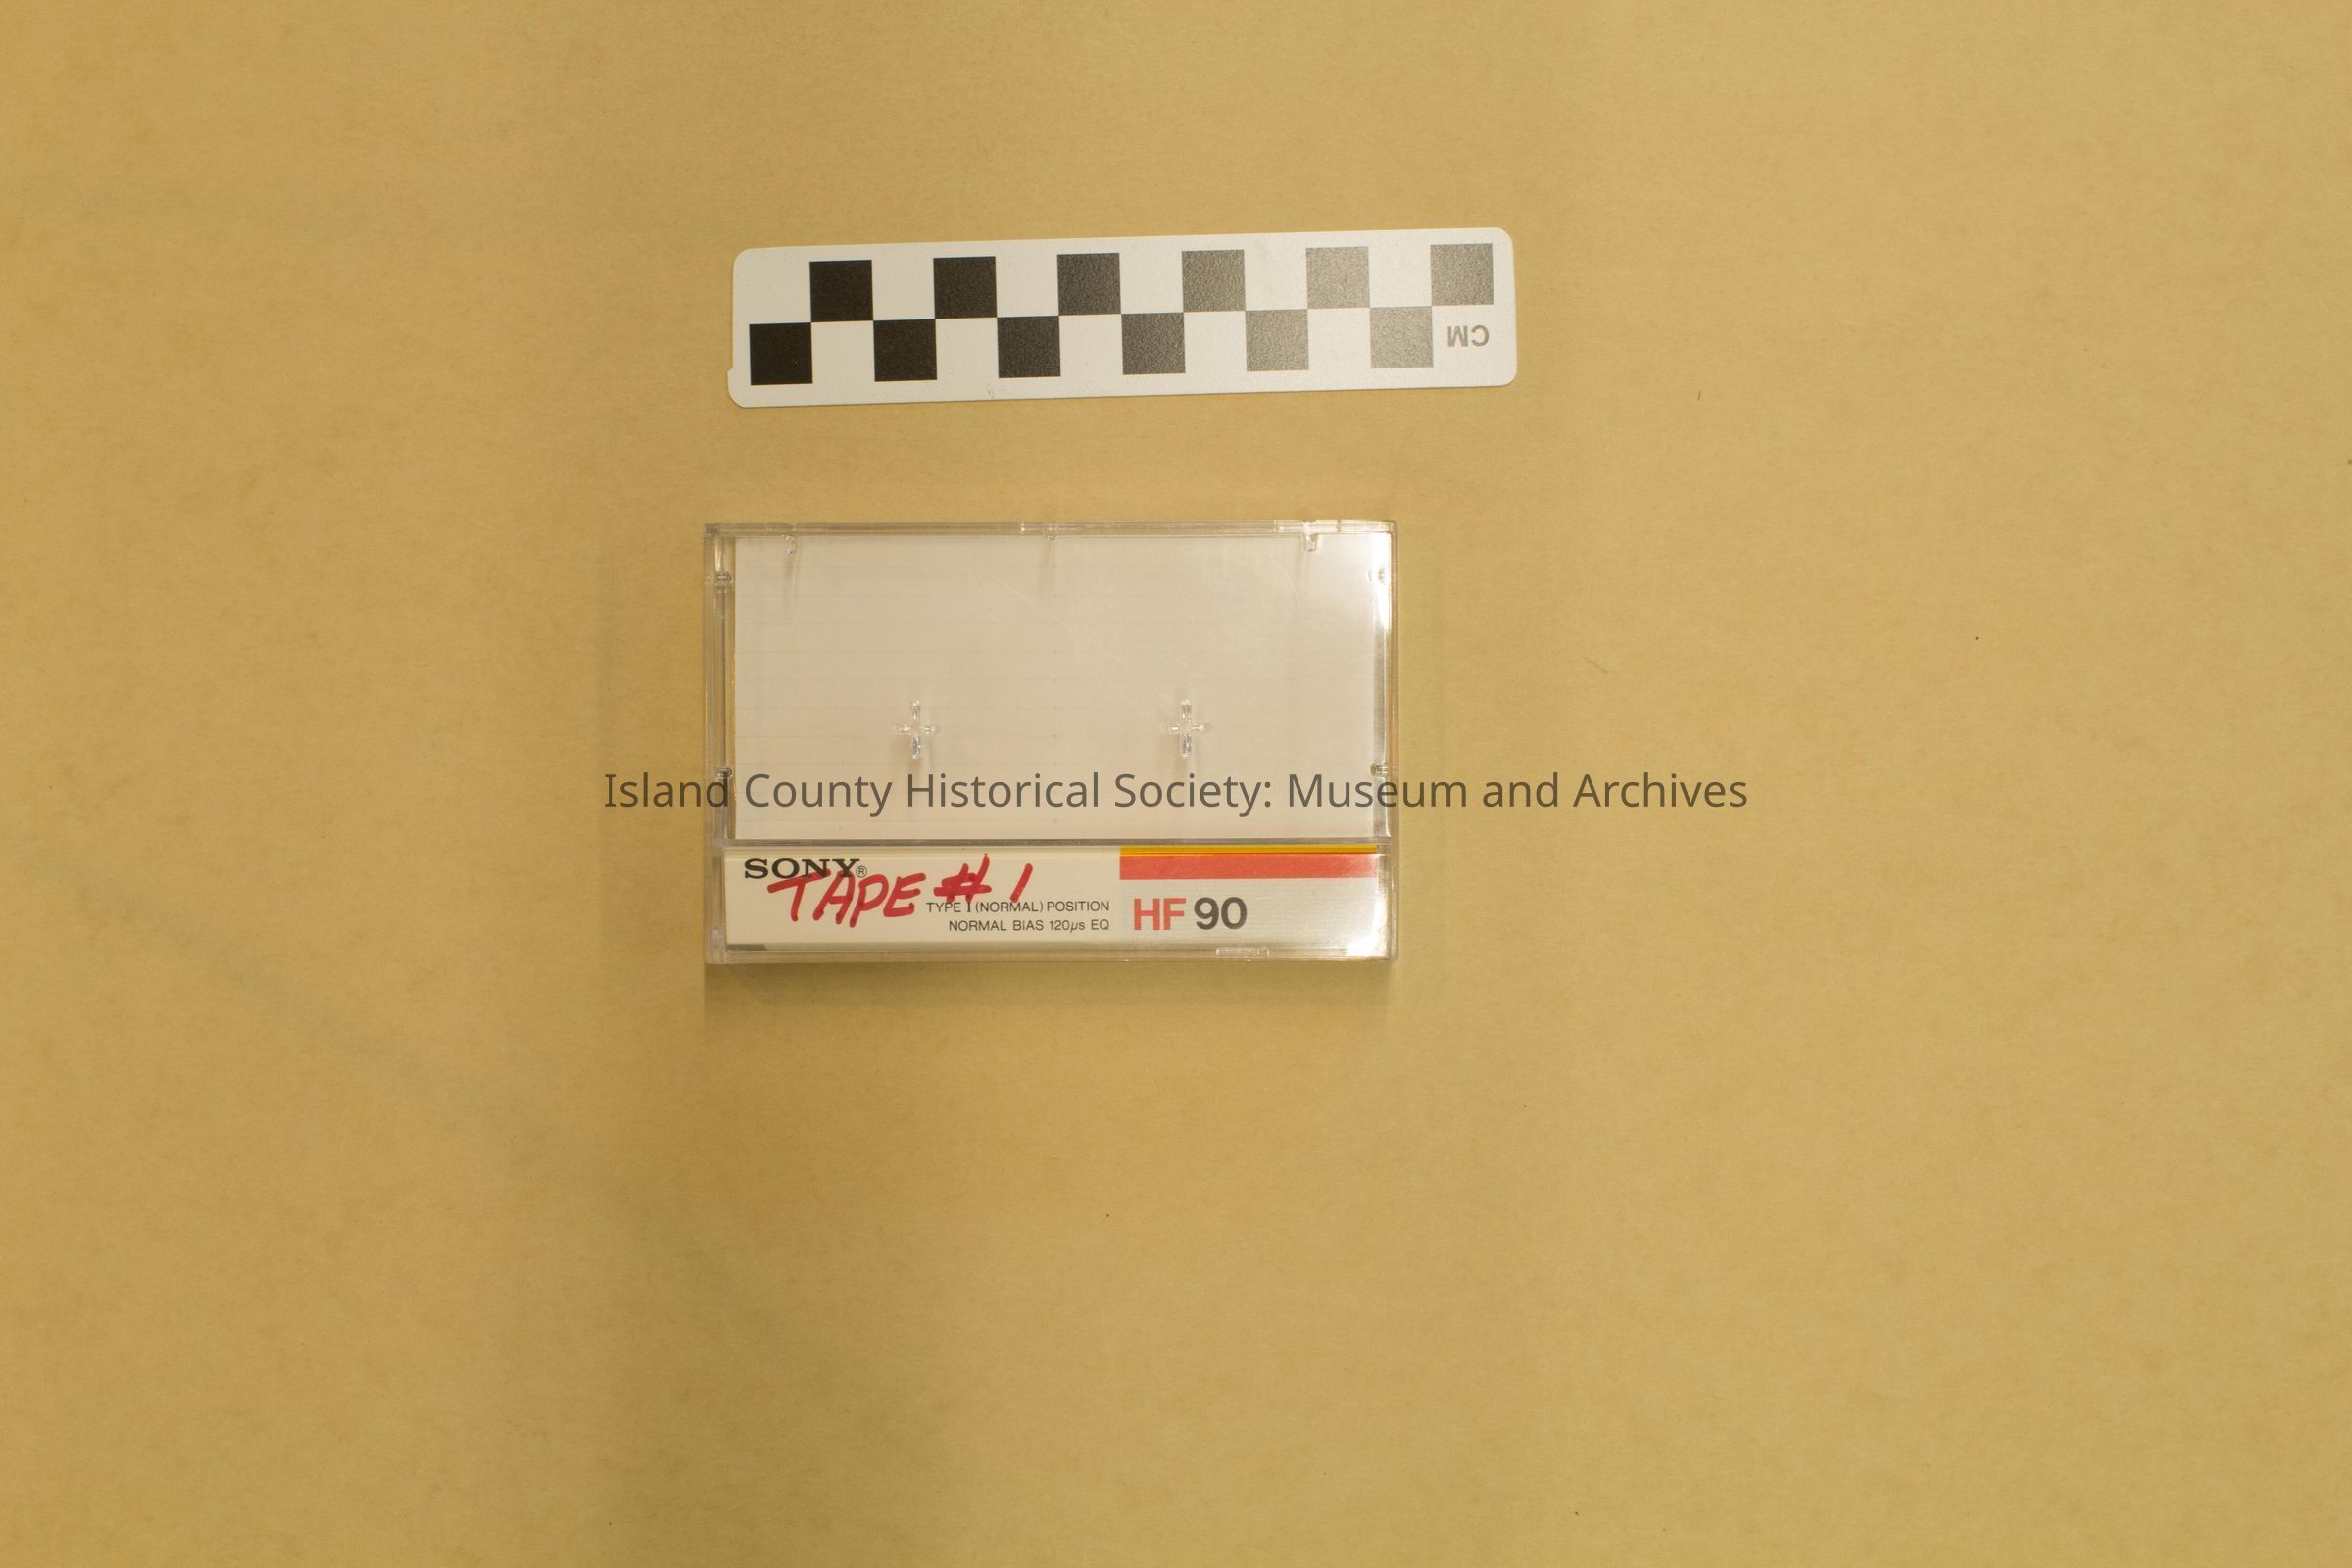 CM
Island County Historical Society: Museum and Archives
SONY®
TAPE #1
TYPE I (NORMAL) POSITION
NORMAL BIAS 120µs EQ
HF 90